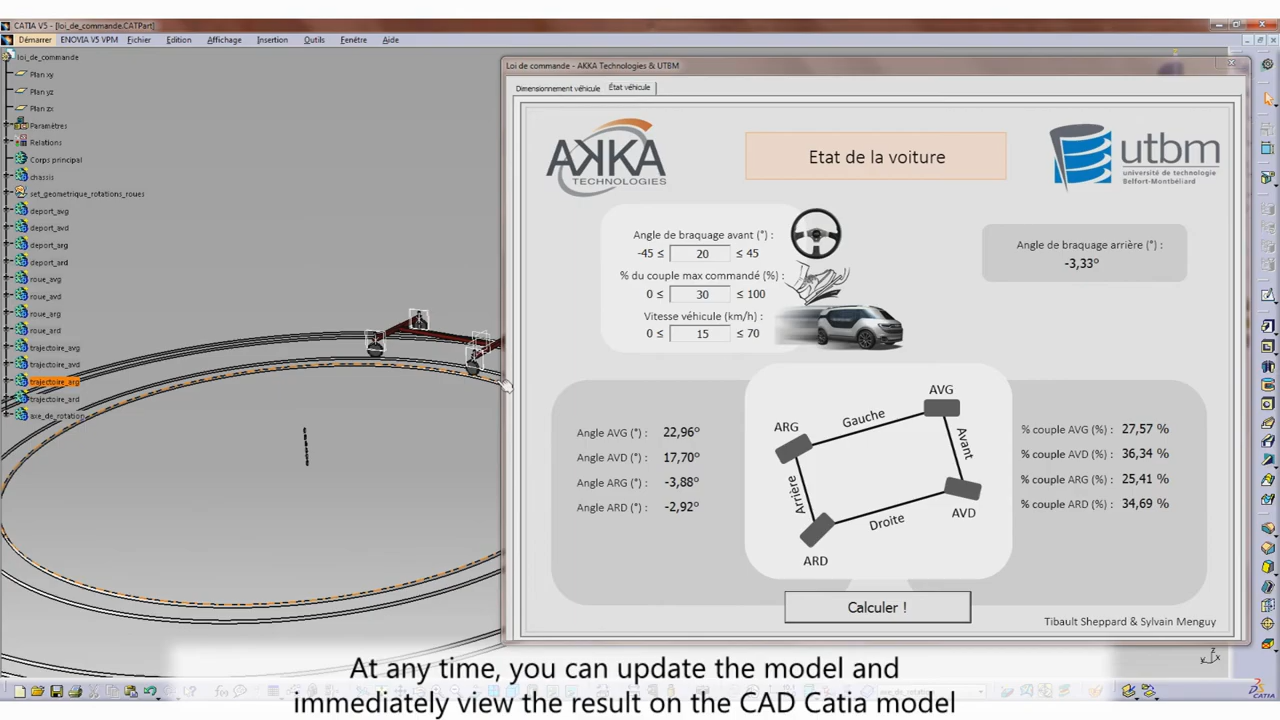 CATIA V5 - [loi_de_commande.CATPart]
Démarrer ENOVIA V5 VPM Fichier Edition Affichage Insertion Outils Fenêtre Aide
loi_de_commande
Plan xy
Plan yz
Plan zx
Paramètres
Relations
Corps principal
chassis
set_geometrique_rotations_roues
deport_avg
deport_avd
deport_arg
deport_ard
roue_avg
roue_avd
roue_arg
roue_ard
trajectoire_avg
trajectoire_avd
trajectoire_arg
trajectoire_ard
axe_de_rotation
Loi de commande - AKKA Technologies & UTBM
Dimensionnement véhicule État véhicule
AKKA
TECHNOLOGIES
Etat de la voiture
utbm
université de technologie
Belfort-Montbéliard
Angle de braquage avant (°) :
-45 ≤ 20 ≤ 45
% du couple max commandé (%) :
0 ≤ 30 ≤ 100
Vitesse véhicule (km/h) :
0 ≤ 15 ≤ 70
Angle de braquage arrière (°) :
-3,33°
Angle AVG (°) : 22,96°
Angle AVD (°) : 17,70°
Angle ARG (°) : -3,88°
Angle ARD (°) : -2,92°
AVG
Gauche
ARG
Avant
Arrière
Droite
AVD
ARD
% couple AVG (%) : 27,57 %
% couple AVD (%) : 36,34 %
% couple ARG (%) : 25,41 %
% couple ARD (%) : 34,69 %
Calculer !
Tibault Sheppard & Sylvain Menguy
At any time, you can update the model and
immediately view the result on the CAD Catia model
CATIA